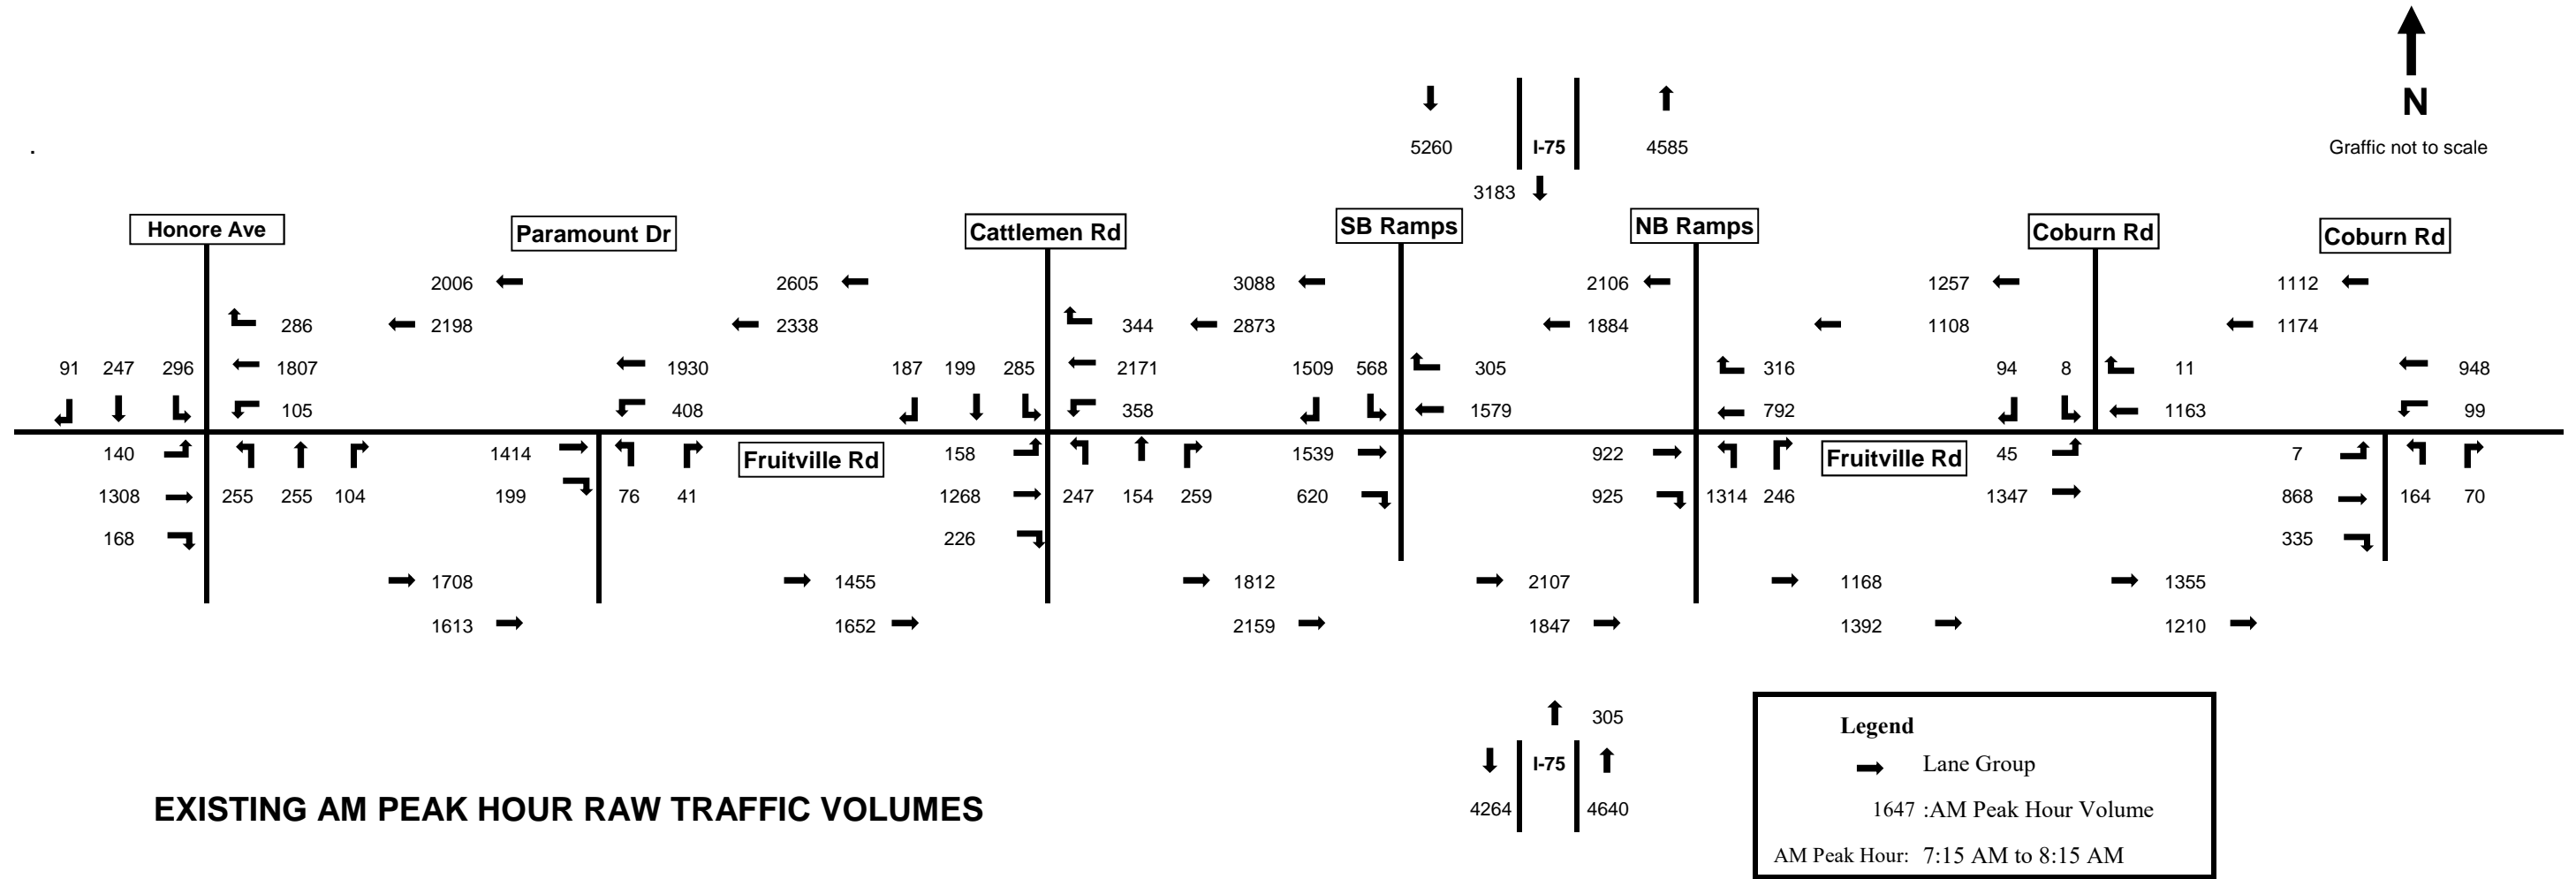 N
5260 I-75 4585 Graffic not to scale
.
3183
Honore Ave Paramount Dr Cattlemen Rd SB Ramps NB Ramps Coburn Rd Coburn Rd
2006 2605 3088 2106 1257 1112
286 2198 2338 344 2873 1884 1108 1174
91 247 296 1807 1930 187 199 285 2171 1509 568 305 316 94 8 11 948
105 408 358 1579 792 1163 99
140 1414 Fruitville Rd 158 1539 922 Fruitville Rd 45 7
1308 255 255 104 199 76 41 1268 247 154 259 620 925 1314 246 1347 868 164 70
168 226 335
1708 1455 1812 2107 1168 1355
1613 1652 2159 1847 1392 1210
305
I-75
4264 4640
EXISTING AM PEAK HOUR RAW TRAFFIC VOLUMES
Legend
Lane Group
1647 :AM Peak Hour Volume
AM Peak Hour: 7:15 AM to 8:15 AM